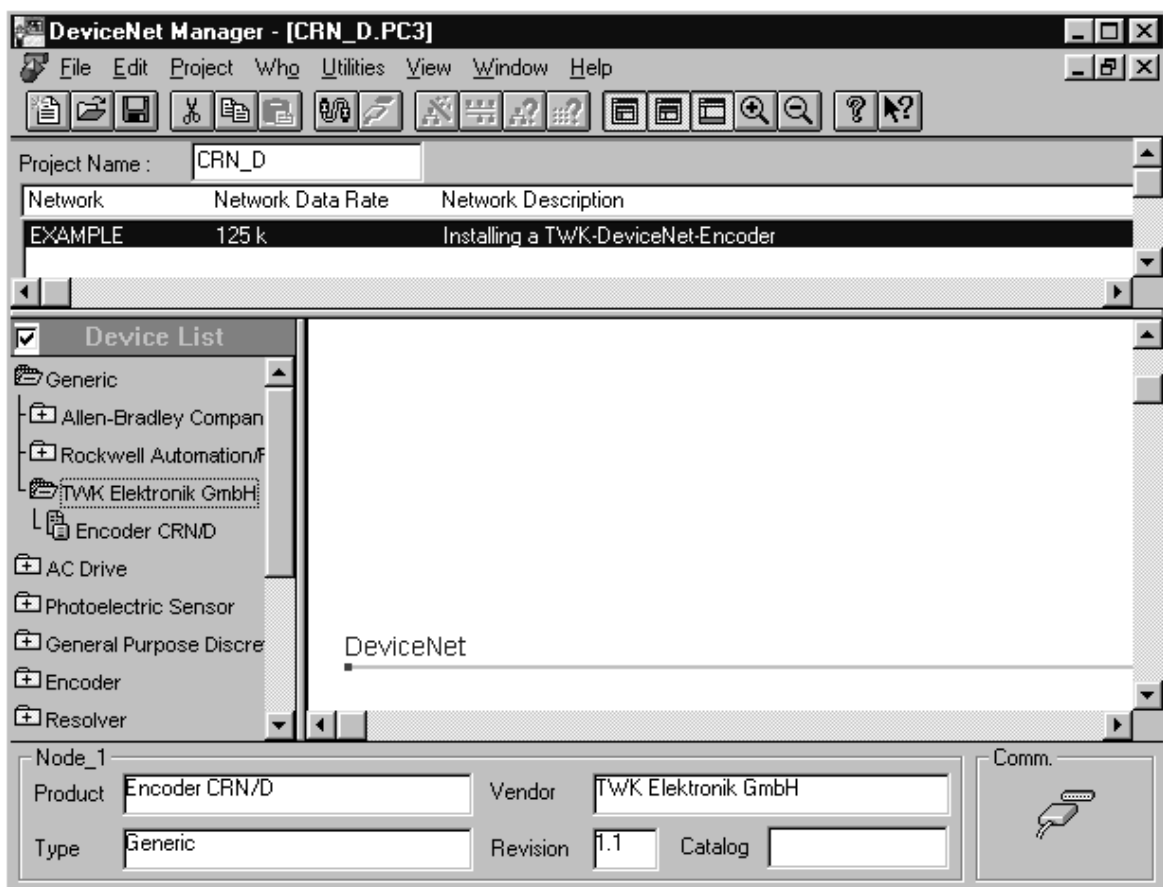 DeviceNet Manager - [CRN_D.PC3]
File Edit Project Who Utilities View Window Help
Project Name : CRN_D
Network Network Data Rate Network Description
EXAMPLE 125 k Installing a TWK-DeviceNet-Encoder
Device List
Generic
Allen-Bradley Compan
Rockwell Automation/F
TWK Elektronik GmbH
Encoder CRN/D
AC Drive
Photoelectric Sensor
General Purpose Discre
Encoder
Resolver
DeviceNet
Node_1
Product Encoder CRN/D Vendor TWK Elektronik GmbH
Type Generic Revision 1.1 Catalog
Comm.